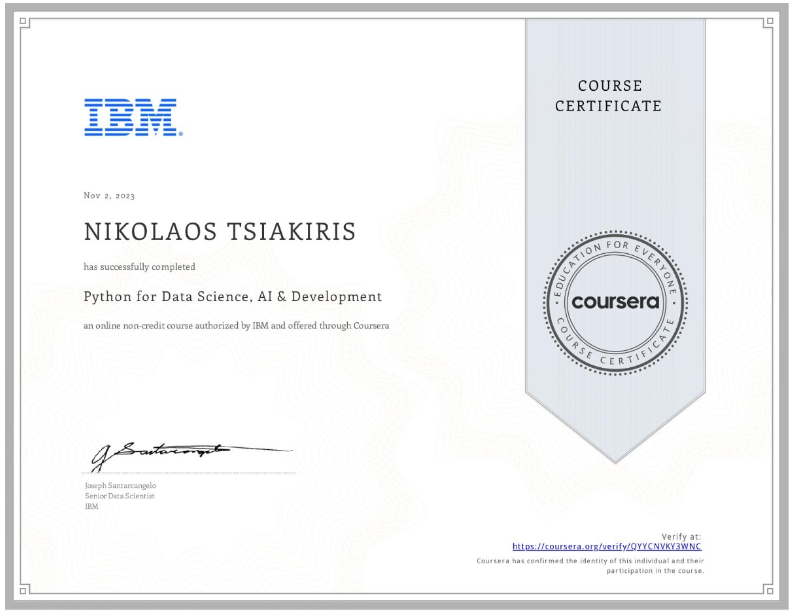 IBM®
COURSE
CERTIFICATE
Nov 2, 2023
NIKOLAOS TSIAKIRIS
has successfully completed
Python for Data Science, AI & Development
an online non-credit course authorized by IBM and offered through Coursera
EDUCATION FOR EVERYONE
coursera
COURSE CERTIFICATE
J Santarcangelo
Joseph Santarcangelo
Senior Data Scientist
IBM
Verify at:
https://coursera.org/verify/QYYCNVKY3WNC
Coursera has confirmed the identity of this individual and their
participation in the course.